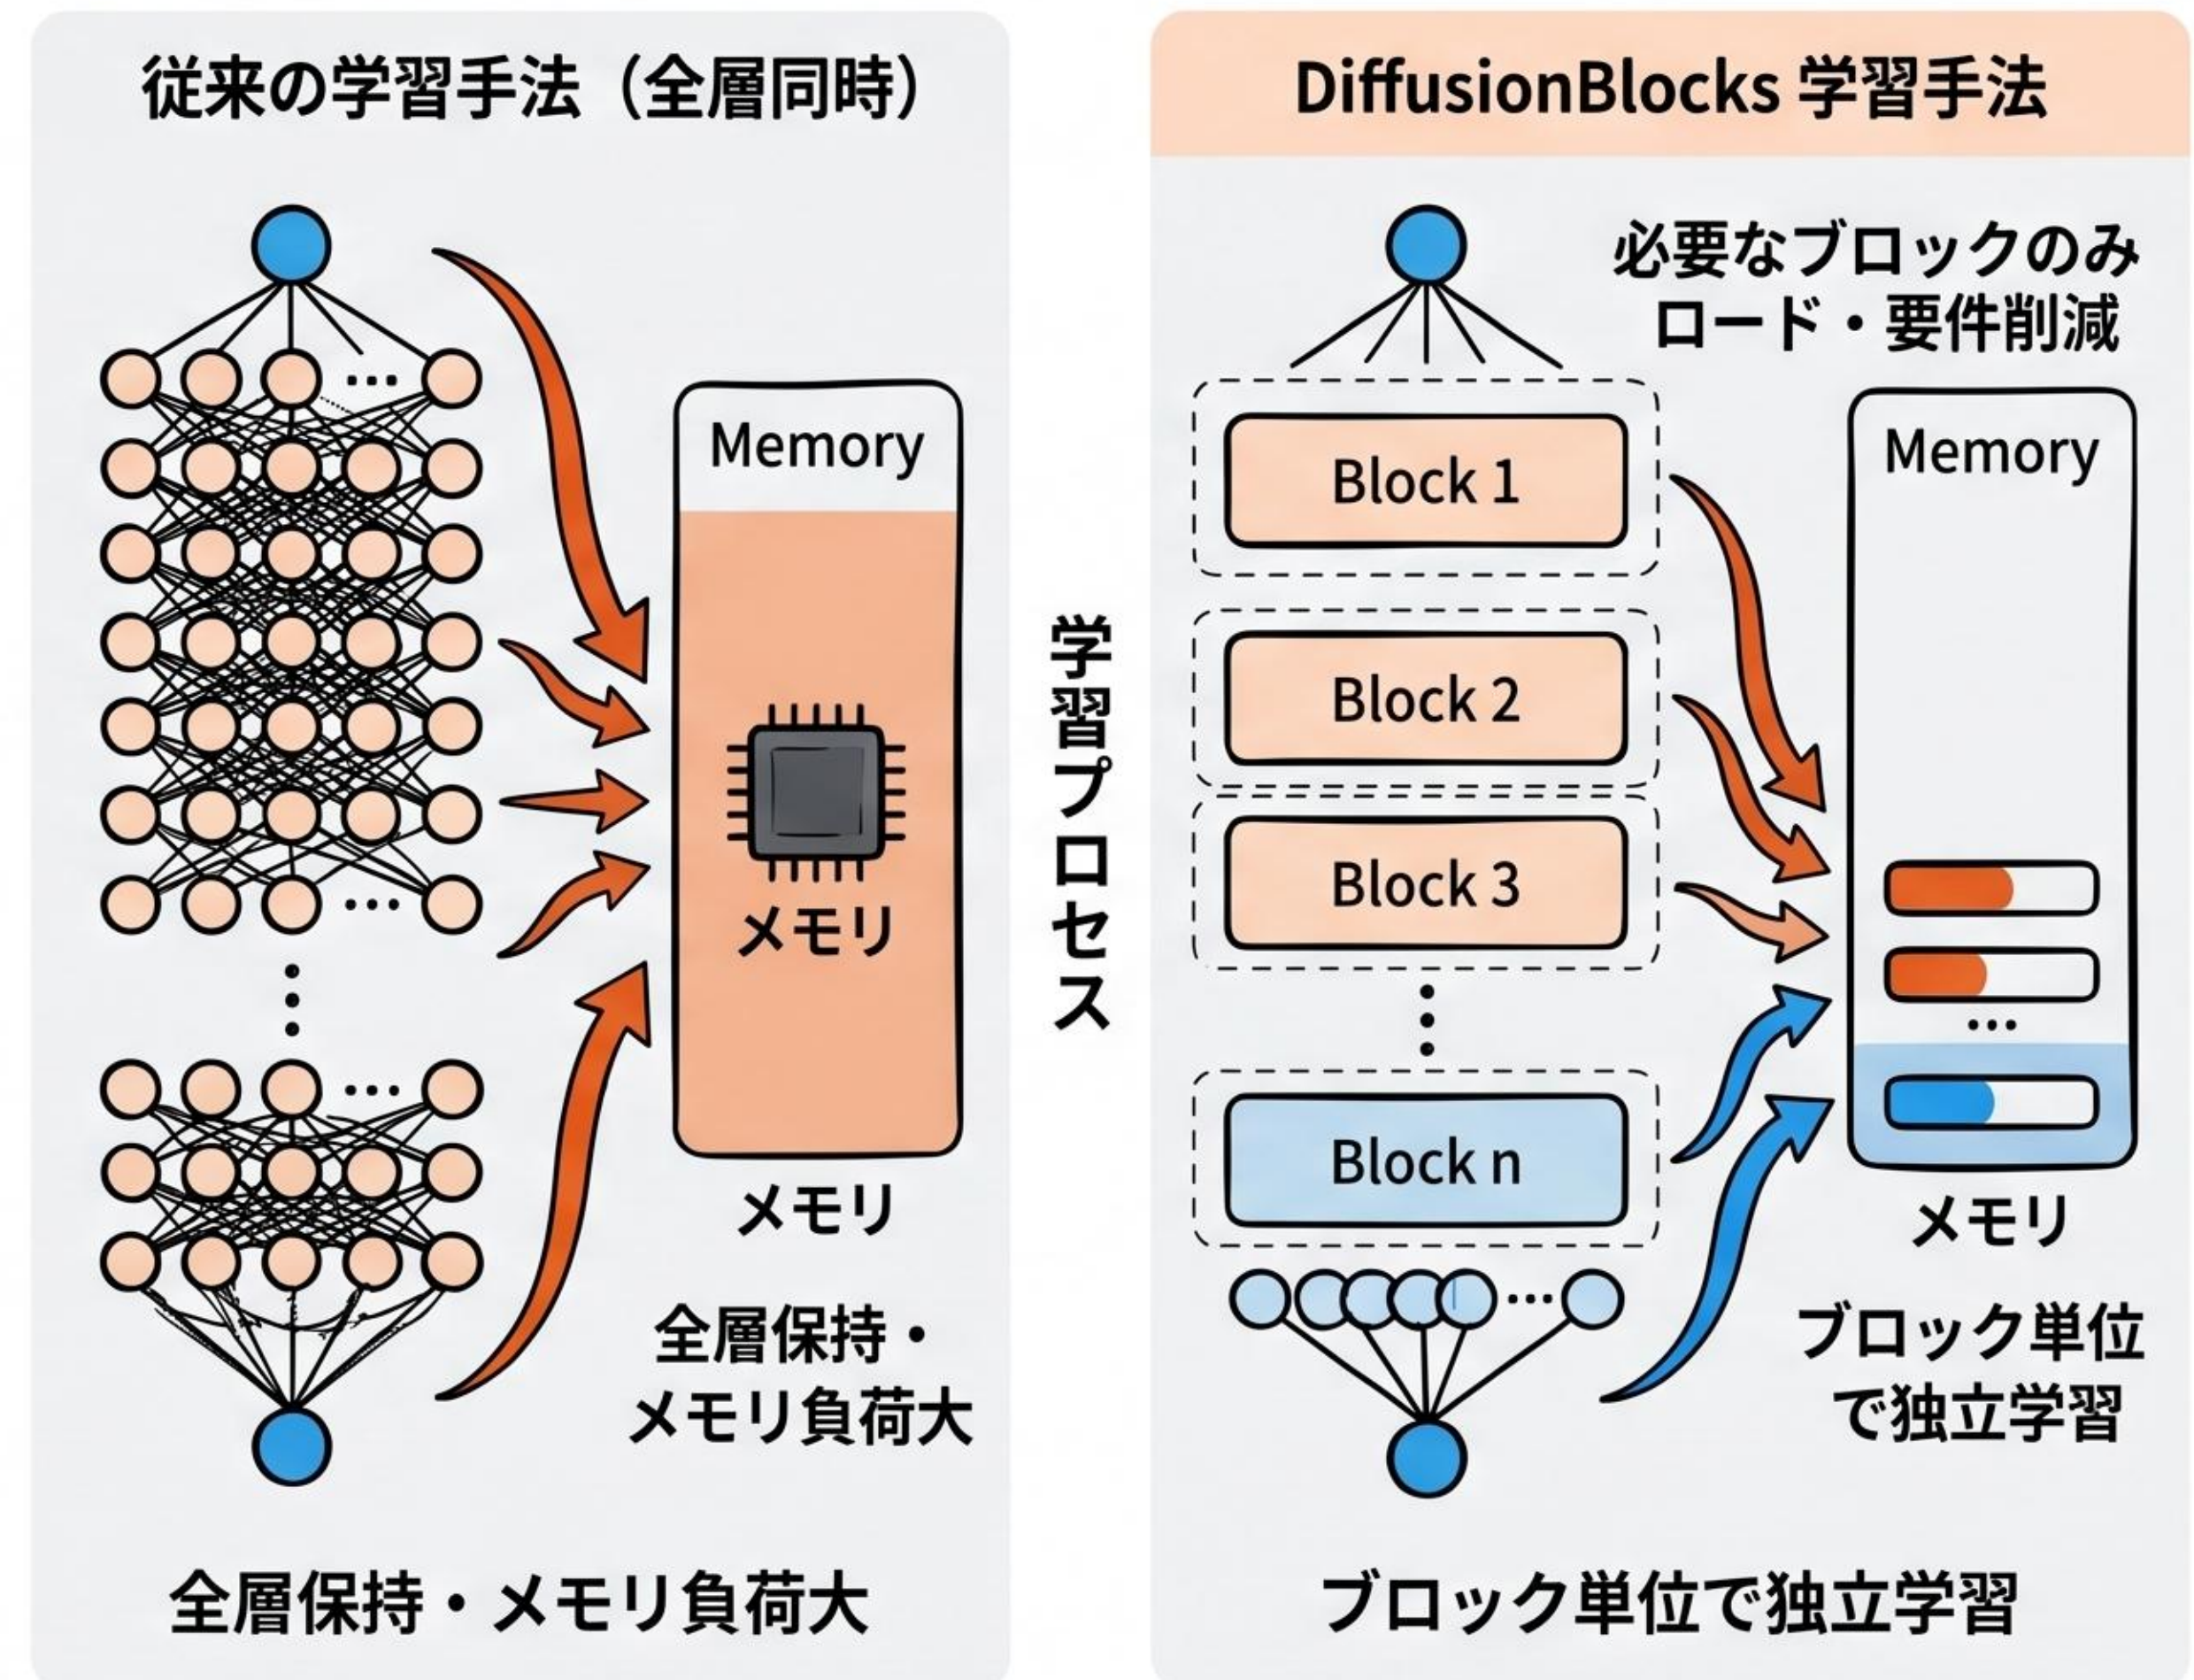 従来の学習手法（全層同時）
Memory
メモリ
メモリ
全層保持・
メモリ負荷大
全層保持・メモリ負荷大
学習プロセス
DiffusionBlocks 学習手法
必要なブロックのみ
ロード・要件削減
Block 1
Block 2
Block 3
Block n
Memory
メモリ
ブロック単位
で独立学習
ブロック単位で独立学習